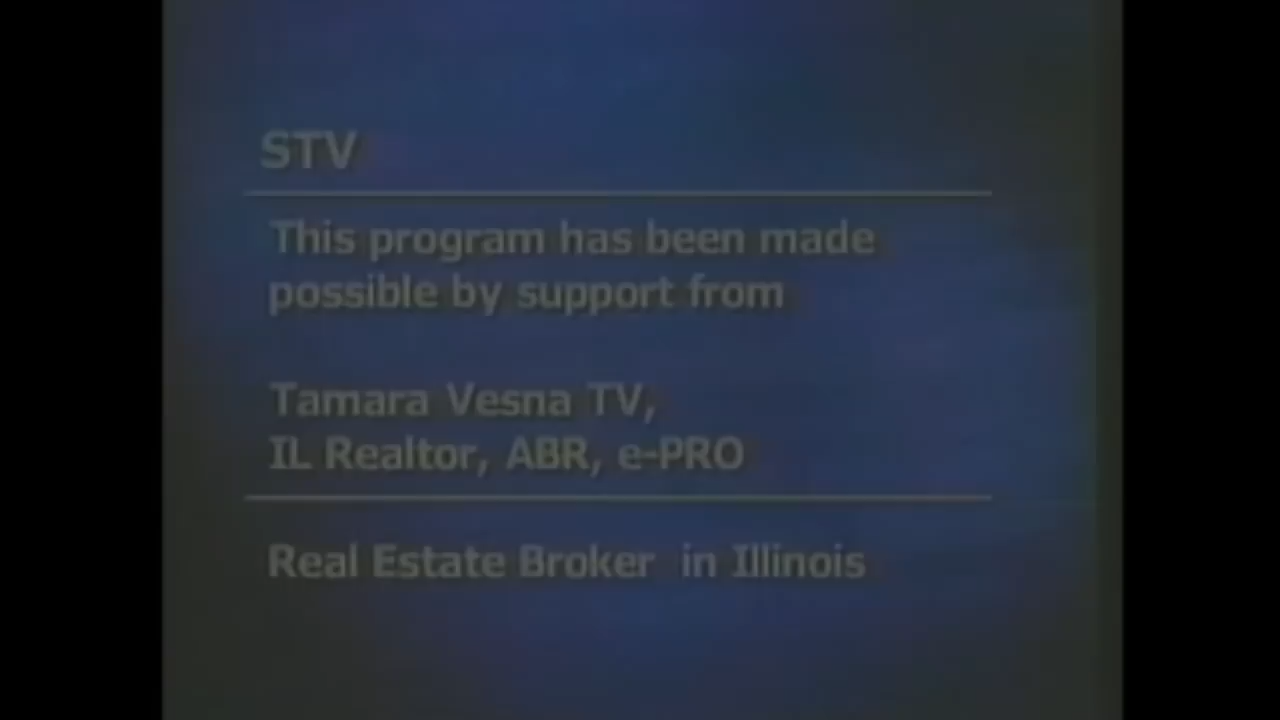 STV
This program has been made
possible by support from
Tamara Vesna TV,
IL Realtor, ABR, e-PRO
Real Estate Broker in Illinois